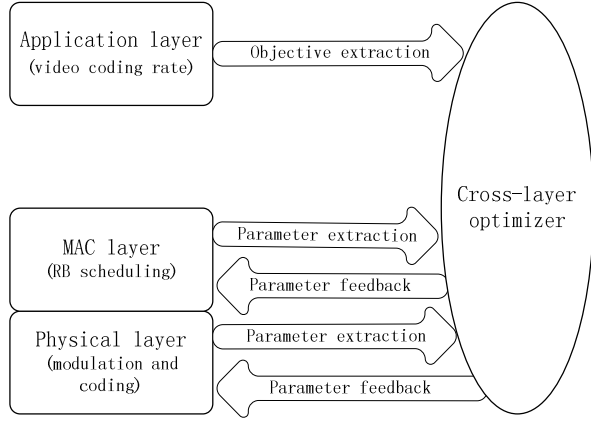 Application layer
(video coding rate)
Objective extraction
Cross-layer
optimizer
MAC layer
(RB scheduling)
Parameter extraction
Parameter feedback
Physical layer
(modulation and
coding)
Parameter extraction
Parameter feedback